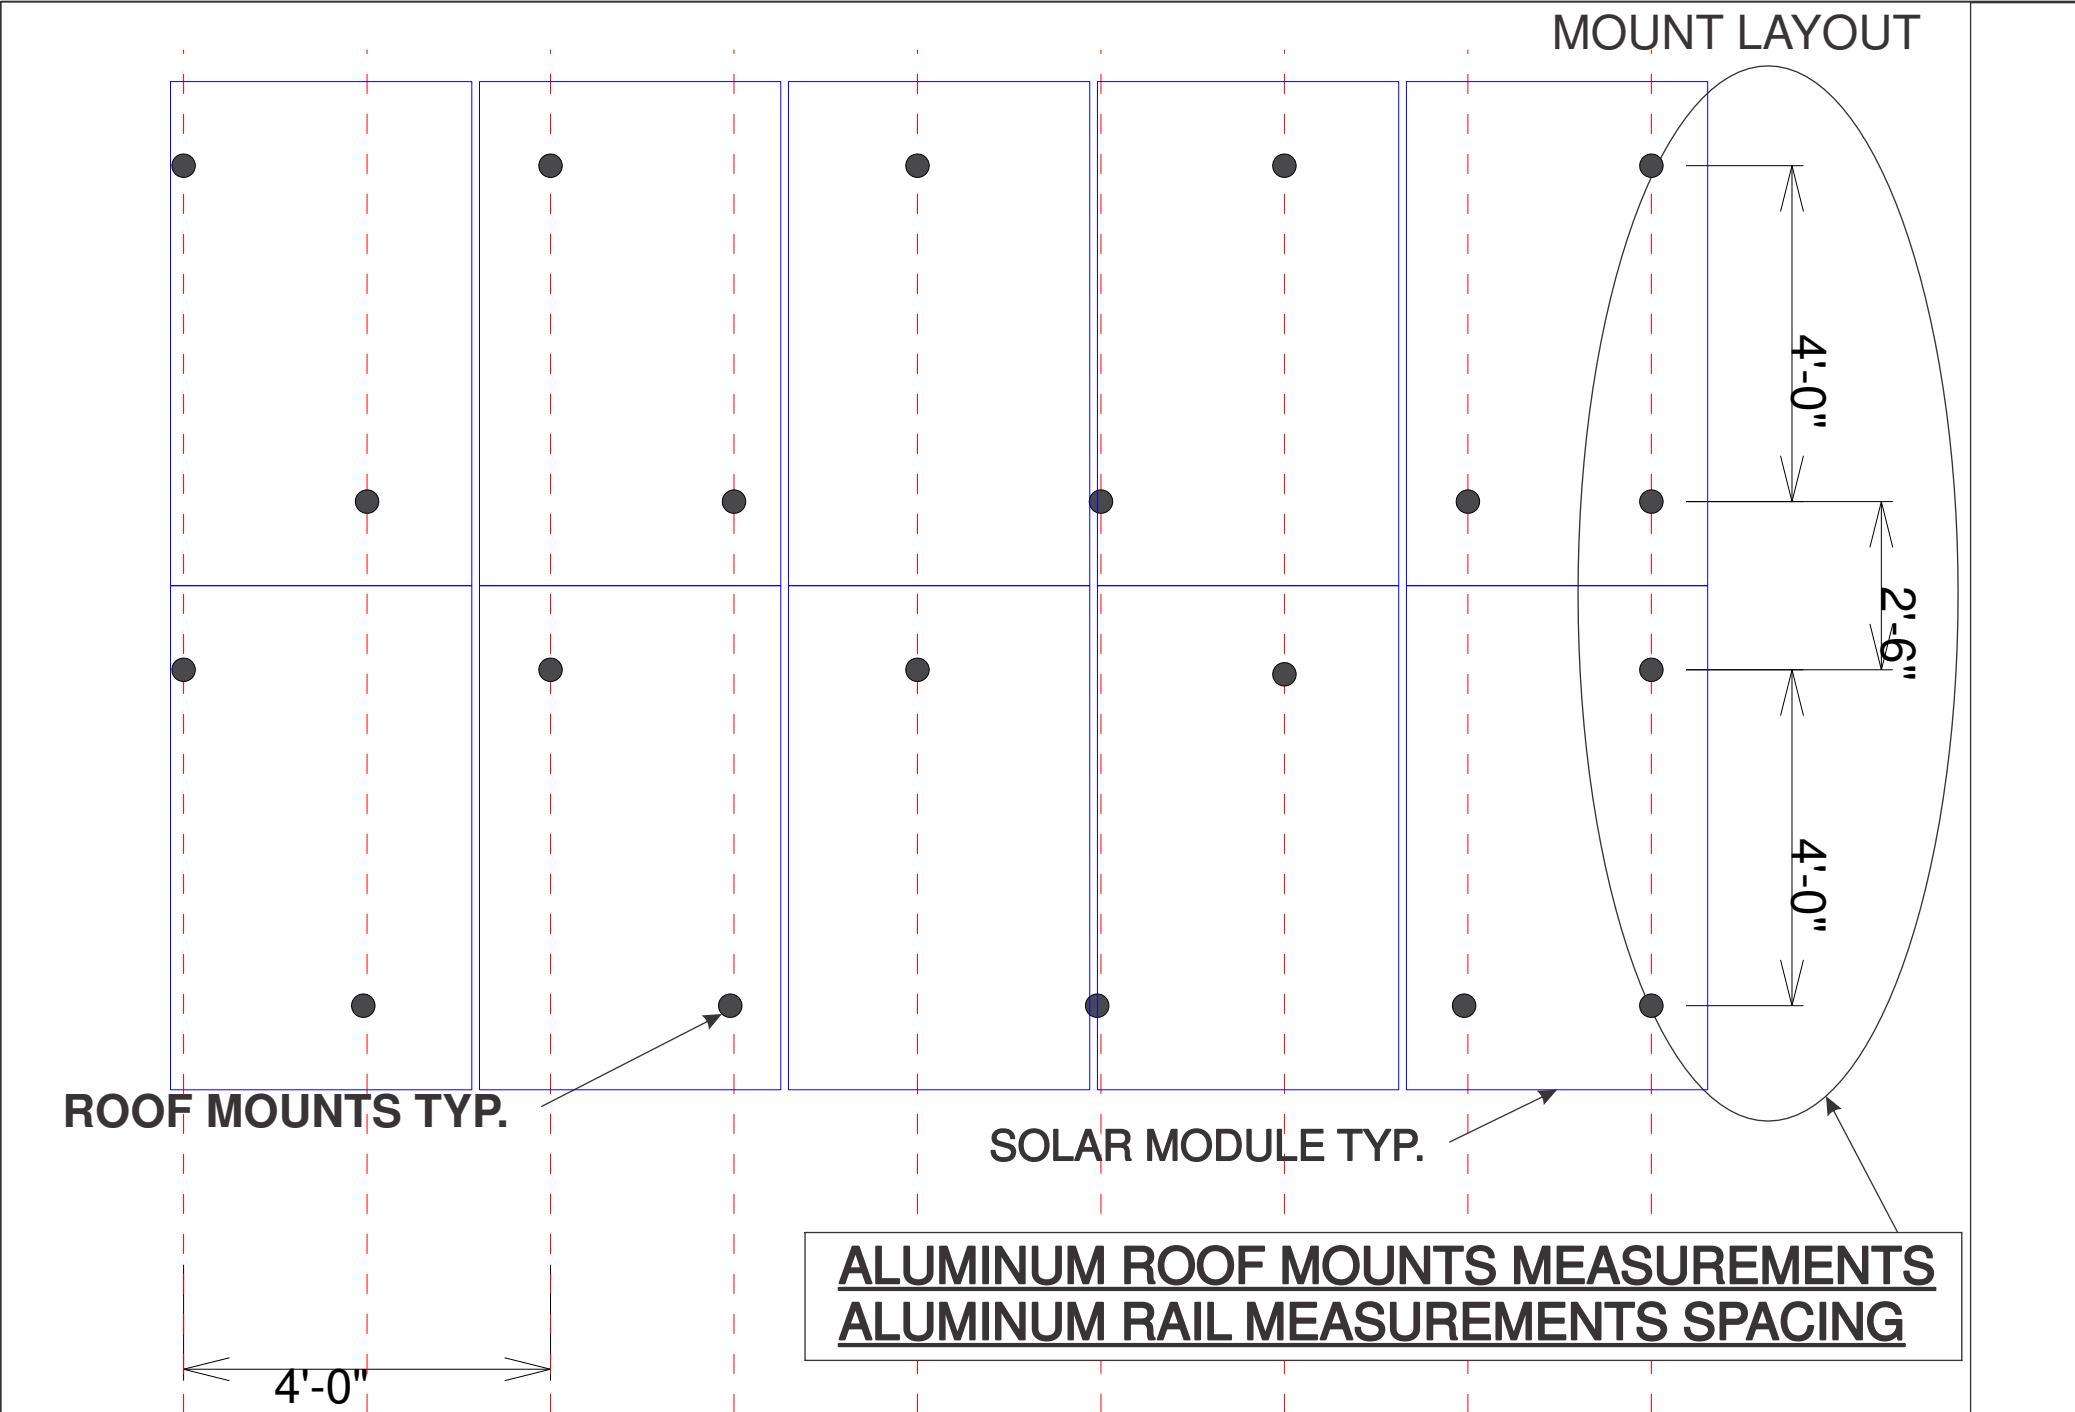 MOUNT LAYOUT
4'-0"
2'-6"
4'-0"
ROOF MOUNTS TYP.
SOLAR MODULE TYP.
ALUMINUM ROOF MOUNTS MEASUREMENTS
ALUMINUM RAIL MEASUREMENTS SPACING
4'-0"